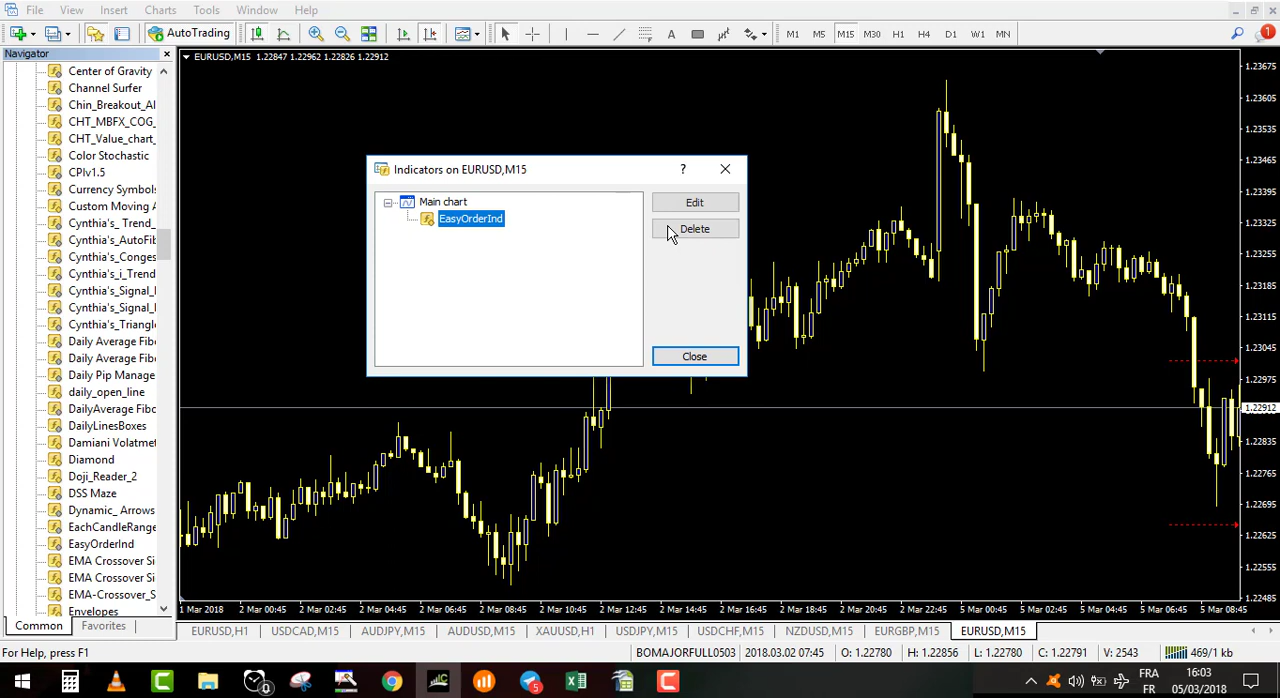 File View Insert Charts Tools Window Help
AutoTrading A M1 M5 M15 M30 H1 H4 D1 W1 MN 1
Navigator
Center of Gravity
Channel Surfer
Chin_Breakout_Al
CHT_MBFX_COG_
CHT_Value_chart_
Color Stochastic
CPIv1.5
Currency Symbols
Custom Moving A
Cynthia's_Trend_
Cynthia's_AutoFib
Cynthia's_Conges
Cynthia's_i_Trend
Cynthia's_Signal_
Cynthia's_Signal_
Cynthia's_Triangle
Daily Average Fibo
Daily Average Fibo
Daily Pip Manage
daily_open_line
DailyAverage Fibo
DailyLinesBoxes
Damiani Volatmet
Diamond
Doji_Reader_2
DSS Maze
Dynamic_Arrows
EachCandleRange
EasyOrderInd
EMA Crossover Si
EMA Crossover Si
EMA-Crossover_S
Envelopes
Common Favorites
EURUSD,M15 1.22847 1.22962 1.22826 1.22912
Indicators on EURUSD,M15 ?
Main chart
EasyOrderInd
Edit
Delete
Close
1.23675
1.23605
1.23535
1.23465
1.23395
1.23325
1.23255
1.23185
1.23115
1.23045
1.22975
1.22912
1.22835
1.22765
1.22695
1.22625
1.22555
1.22485
1 Mar 2018 2 Mar 00:45 2 Mar 02:45 2 Mar 04:45 2 Mar 06:45 2 Mar 08:45 2 Mar 10:45 2 Mar 12:45 2 Mar 14:45 2 Mar 16:45 2 Mar 18:45 2 Mar 20:45 2 Mar 22:45 5 Mar 00:45 5 Mar 02:45 5 Mar 04:45 5 Mar 06:45 5 Mar 08:45
EURUSD,H1 USDCAD,M15 AUDJPY,M15 AUDUSD,M15 XAUUSD,H1 USDJPY,M15 USDCHF,M15 NZDUSD,M15 EURGBP,M15 EURUSD,M15
For Help, press F1 BOMAJORFULL0503 2018.03.02 07:45 O: 1.22780 H: 1.22856 L: 1.22780 C: 1.22791 V: 2543 469/1 kb
FRA 16:03
FR 05/03/2018